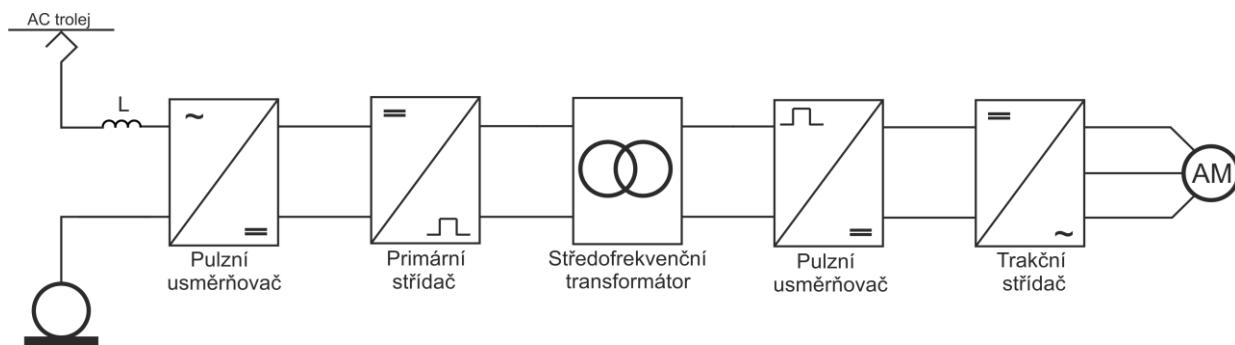 AC trolej
L
~
=
Pulzní
usměrňovač
=
Primární
střídač
Středofrekvenční
transformátor
=
Pulzní
usměrňovač
=
~
Trakční
střídač
AM